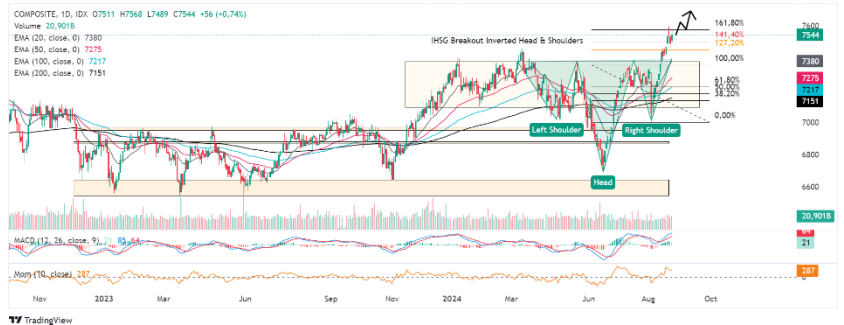 COMPOSITE, 1D, IDX O7511 H7568 L7489 C7544 +56 (+0,74%)
Volume 20,901B
EMA (20, close, 0) 7380
EMA (50, close, 0) 7275
EMA (100, close, 0) 7217
EMA (200, close, 0) 7151
IHSG Breakout Inverted Head & Shoulders
161,80%
141,40%
127,20%
100,00%
61,80%
50,00%
38,20%
0,00%
7600
7544
7380
7275
7217
7151
7000
6800
6600
Left Shoulder
Right Shoulder
Head
20,901B
MACD (12, 26, close, 9) 21 85 64
64
21
Mom (10, close) 287
287
0
Nov 2023 Mar Jun Sep Nov 2024 Mar Jun Aug Oct
TradingView